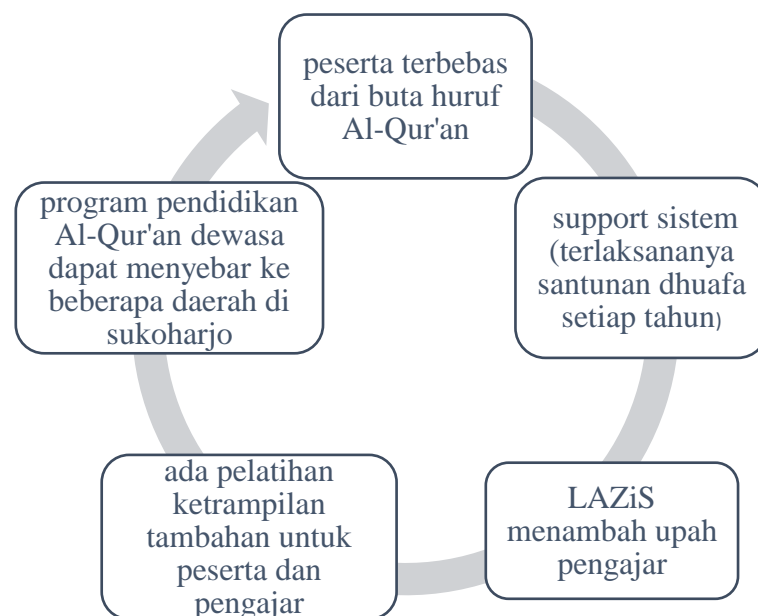 peserta terbebas
dari buta huruf
Al-Qur'an
support sistem
(terlaksananya
santunan dhuafa
setiap tahun)
LAZiS
menambah upah
pengajar
ada pelatihan
ketrampilan
tambahan untuk
peserta dan
pengajar
program pendidikan
Al-Qur'an dewasa
dapat menyebar ke
beberapa daerah di
sukoharjo